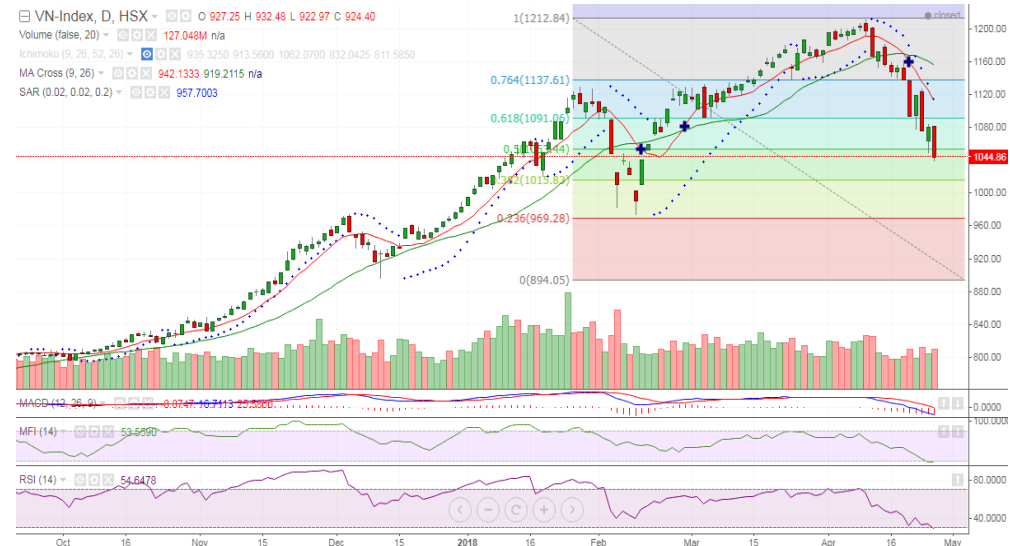 VN-Index, D, HSX O 927.25 H 932.48 L 922.97 C 924.40
Volume (false, 20) 127.048M n/a
Ichimoku (9, 26, 52, 26) 935.3250 913.5600 1062.0700 832.0425 811.5850
MA Cross (9, 26) 942.1333 919.2115 n/a
SAR (0.02, 0.02, 0.2) 957.7003
closed
1(1212.84)
0.764(1137.61)
0.618(1091.06)
0.236(969.28)
0(894.05)
1200.00
1160.00
1120.00
1080.00
1044.86
1000.00
960.00
920.00
880.00
840.00
800.00
MACD (12, 26, 9)
0.0000
100.0000
MFI (14) 53.5590
RSI (14) 54.6478
80.0000
40.0000
Oct 16 Nov 15 Dec 15 2018 16 Feb Mar 15 Apr 16 May